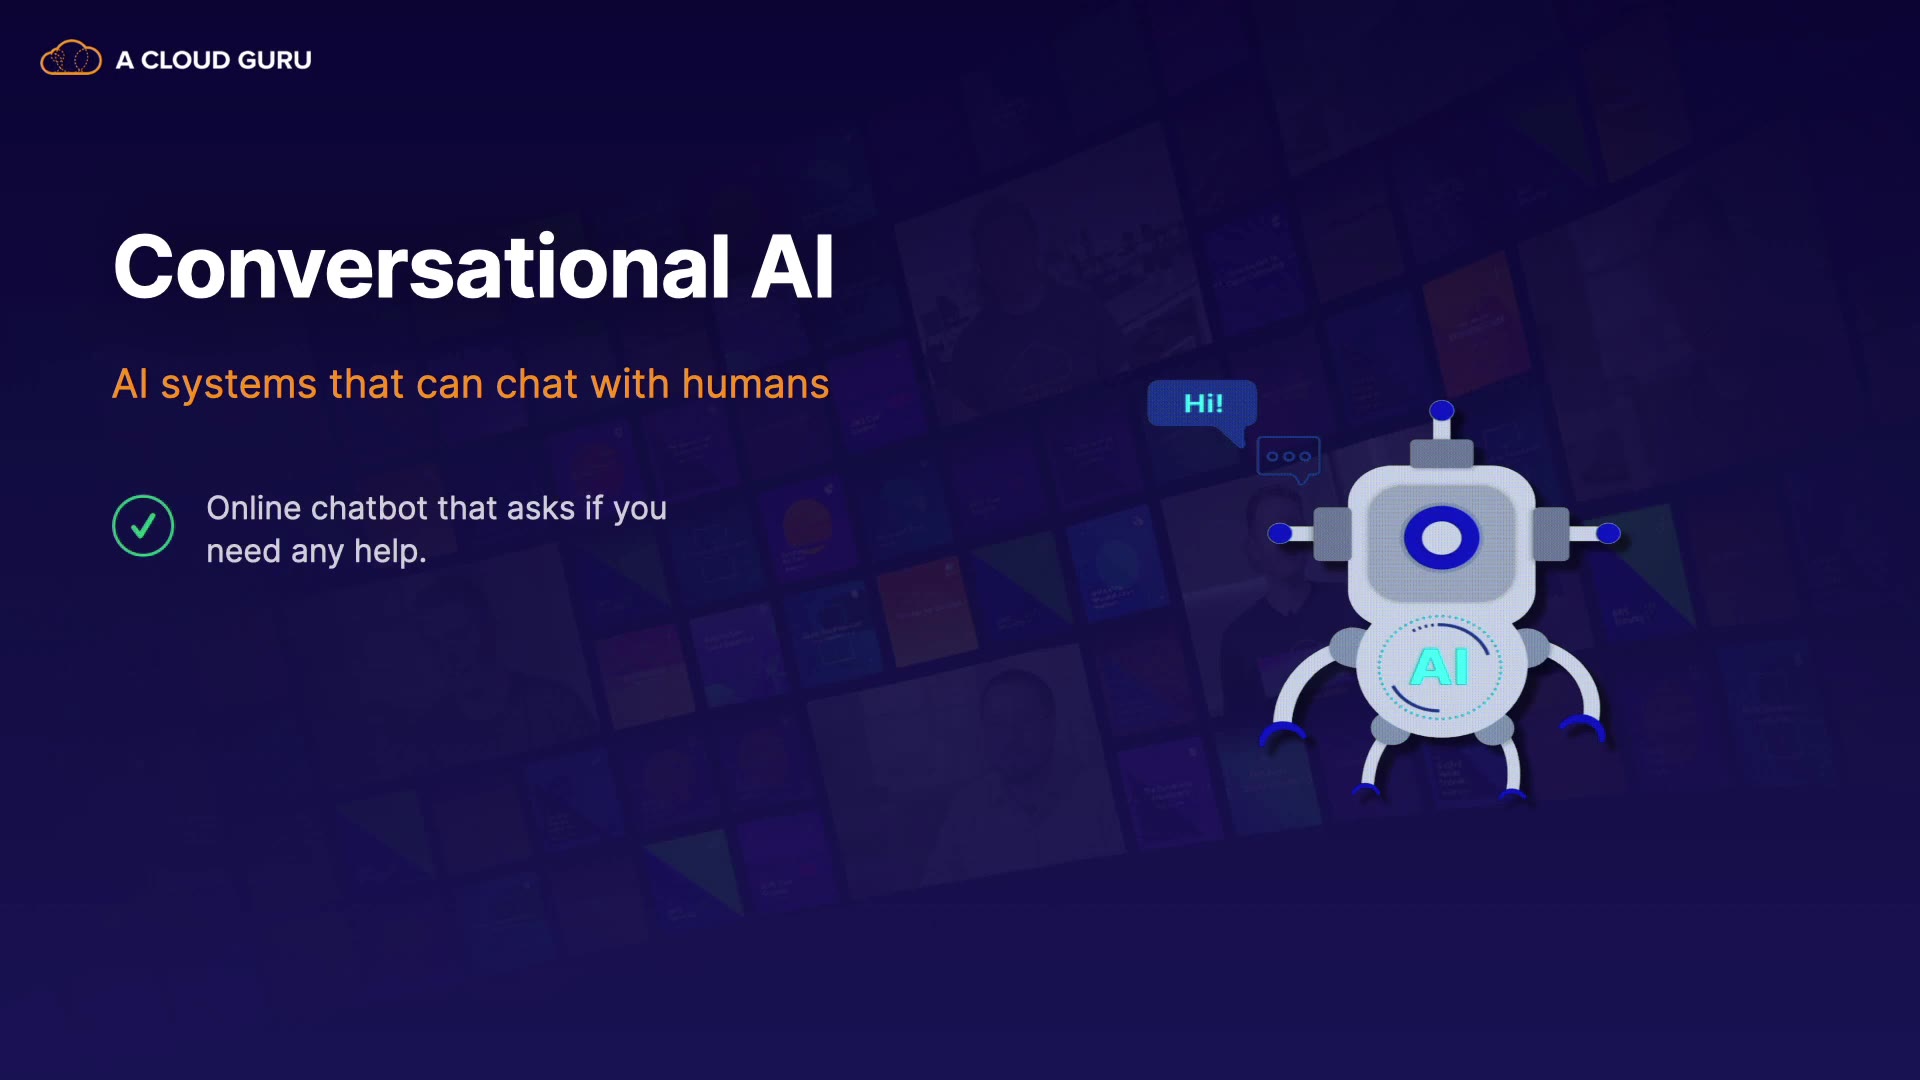 A CLOUD GURU
Conversational AI
AI systems that can chat with humans
Online chatbot that asks if you
need any help.
Hi!
AI